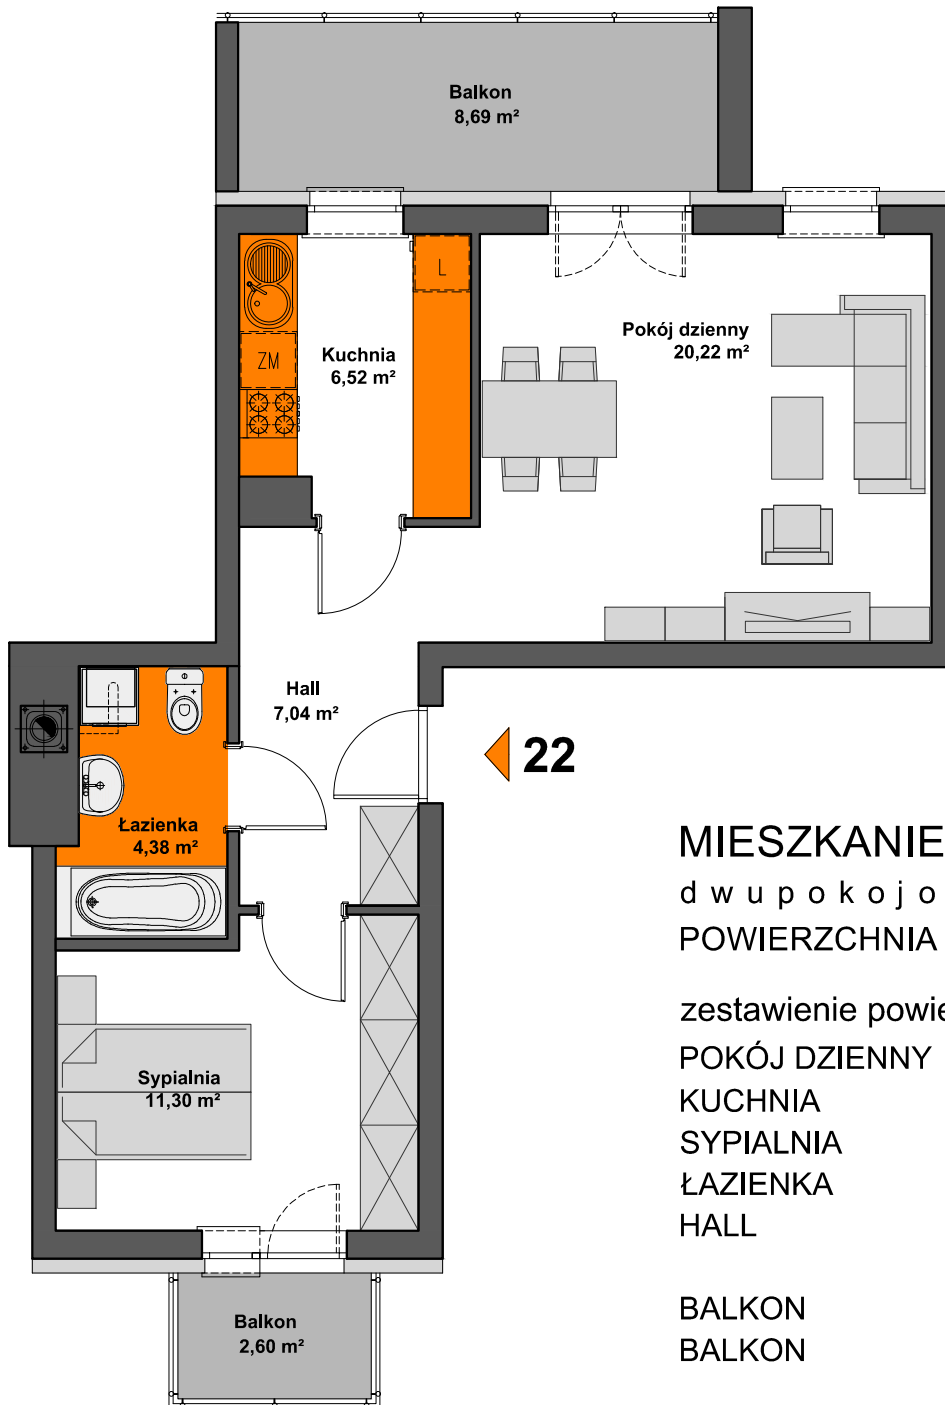 Balkon
8,69 m²
L
ZM
Kuchnia
6,52 m²
Pokój dzienny
20,22 m²
Hall
7,04 m²
22
Łazienka
4,38 m²
Sypialnia
11,30 m²
Balkon
2,60 m²
MIESZKANIE
dwupokojo
POWIERZCHNIA
zestawienie powie
POKÓJ DZIENNY
KUCHNIA
SYPIALNIA
ŁAZIENKA
HALL
BALKON
BALKON